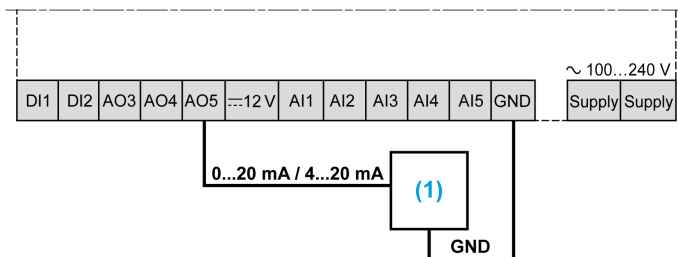 ∼ 100...240 V
DI1 DI2 AO3 AO4 AO5 ⎓12 V AI1 AI2 AI3 AI4 AI5 GND Supply Supply
0...20 mA / 4...20 mA
(1)
GND